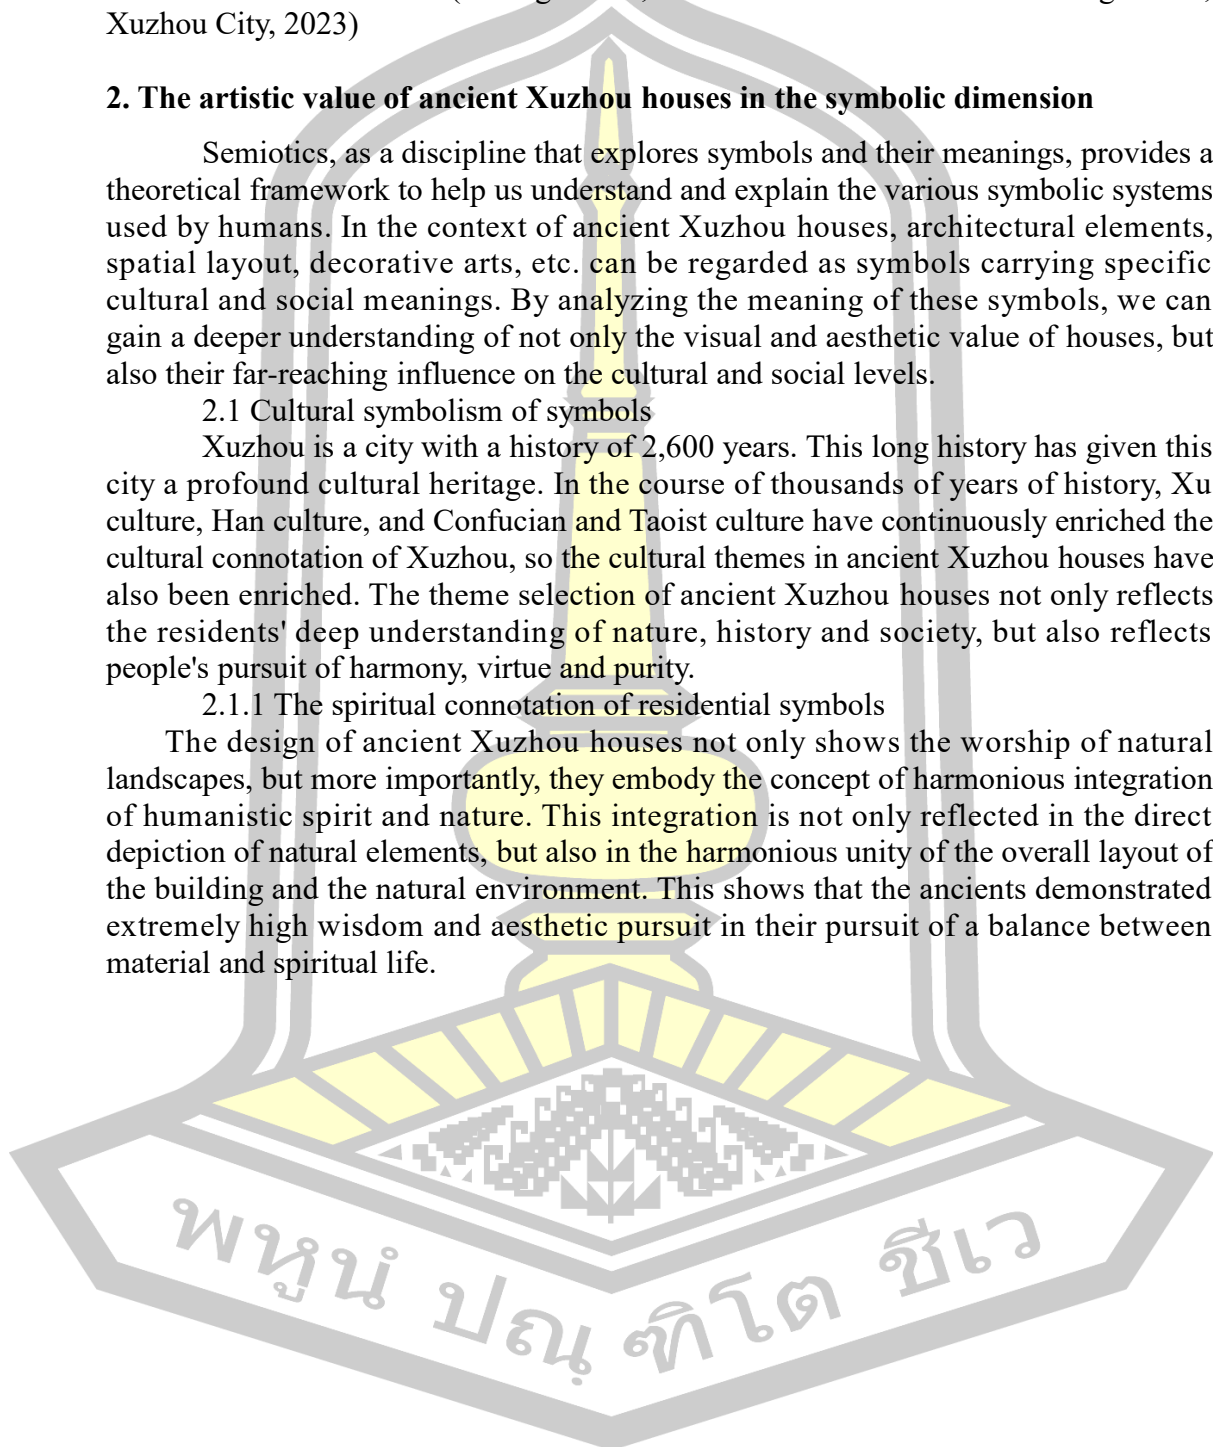 Xuzhou City, 2023)
2. The artistic value of ancient Xuzhou houses in the symbolic dimension
Semiotics, as a discipline that explores symbols and their meanings, provides a
theoretical framework to help us understand and explain the various symbolic systems
used by humans. In the context of ancient Xuzhou houses, architectural elements,
spatial layout, decorative arts, etc. can be regarded as symbols carrying specific
cultural and social meanings. By analyzing the meaning of these symbols, we can
gain a deeper understanding of not only the visual and aesthetic value of houses, but
also their far-reaching influence on the cultural and social levels.
2.1 Cultural symbolism of symbols
Xuzhou is a city with a history of 2,600 years. This long history has given this
city a profound cultural heritage. In the course of thousands of years of history, Xu
culture, Han culture, and Confucian and Taoist culture have continuously enriched the
cultural connotation of Xuzhou, so the cultural themes in ancient Xuzhou houses have
also been enriched. The theme selection of ancient Xuzhou houses not only reflects
the residents' deep understanding of nature, history and society, but also reflects
people's pursuit of harmony, virtue and purity.
2.1.1 The spiritual connotation of residential symbols
The design of ancient Xuzhou houses not only shows the worship of natural
landscapes, but more importantly, they embody the concept of harmonious integration
of humanistic spirit and nature. This integration is not only reflected in the direct
depiction of natural elements, but also in the harmonious unity of the overall layout of
the building and the natural environment. This shows that the ancients demonstrated
extremely high wisdom and aesthetic pursuit in their pursuit of a balance between
material and spiritual life.
พหูนํ ปณฺฑิโต ชีเว